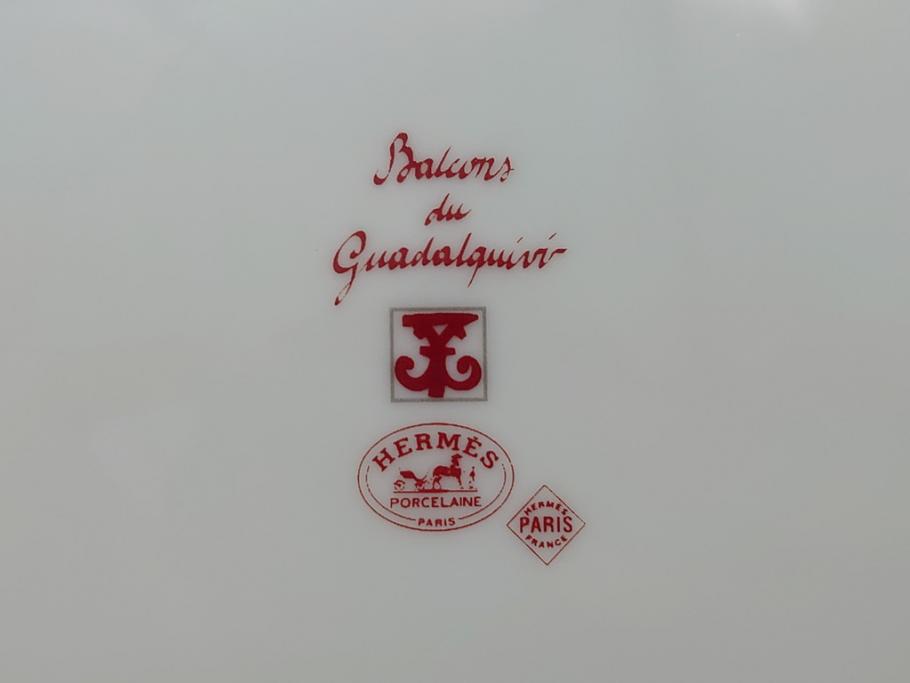 Balcons
du
Guadalquivir
HERMÈS
PORCELAINE
PARIS
HERMÈS
PARIS
FRANCE